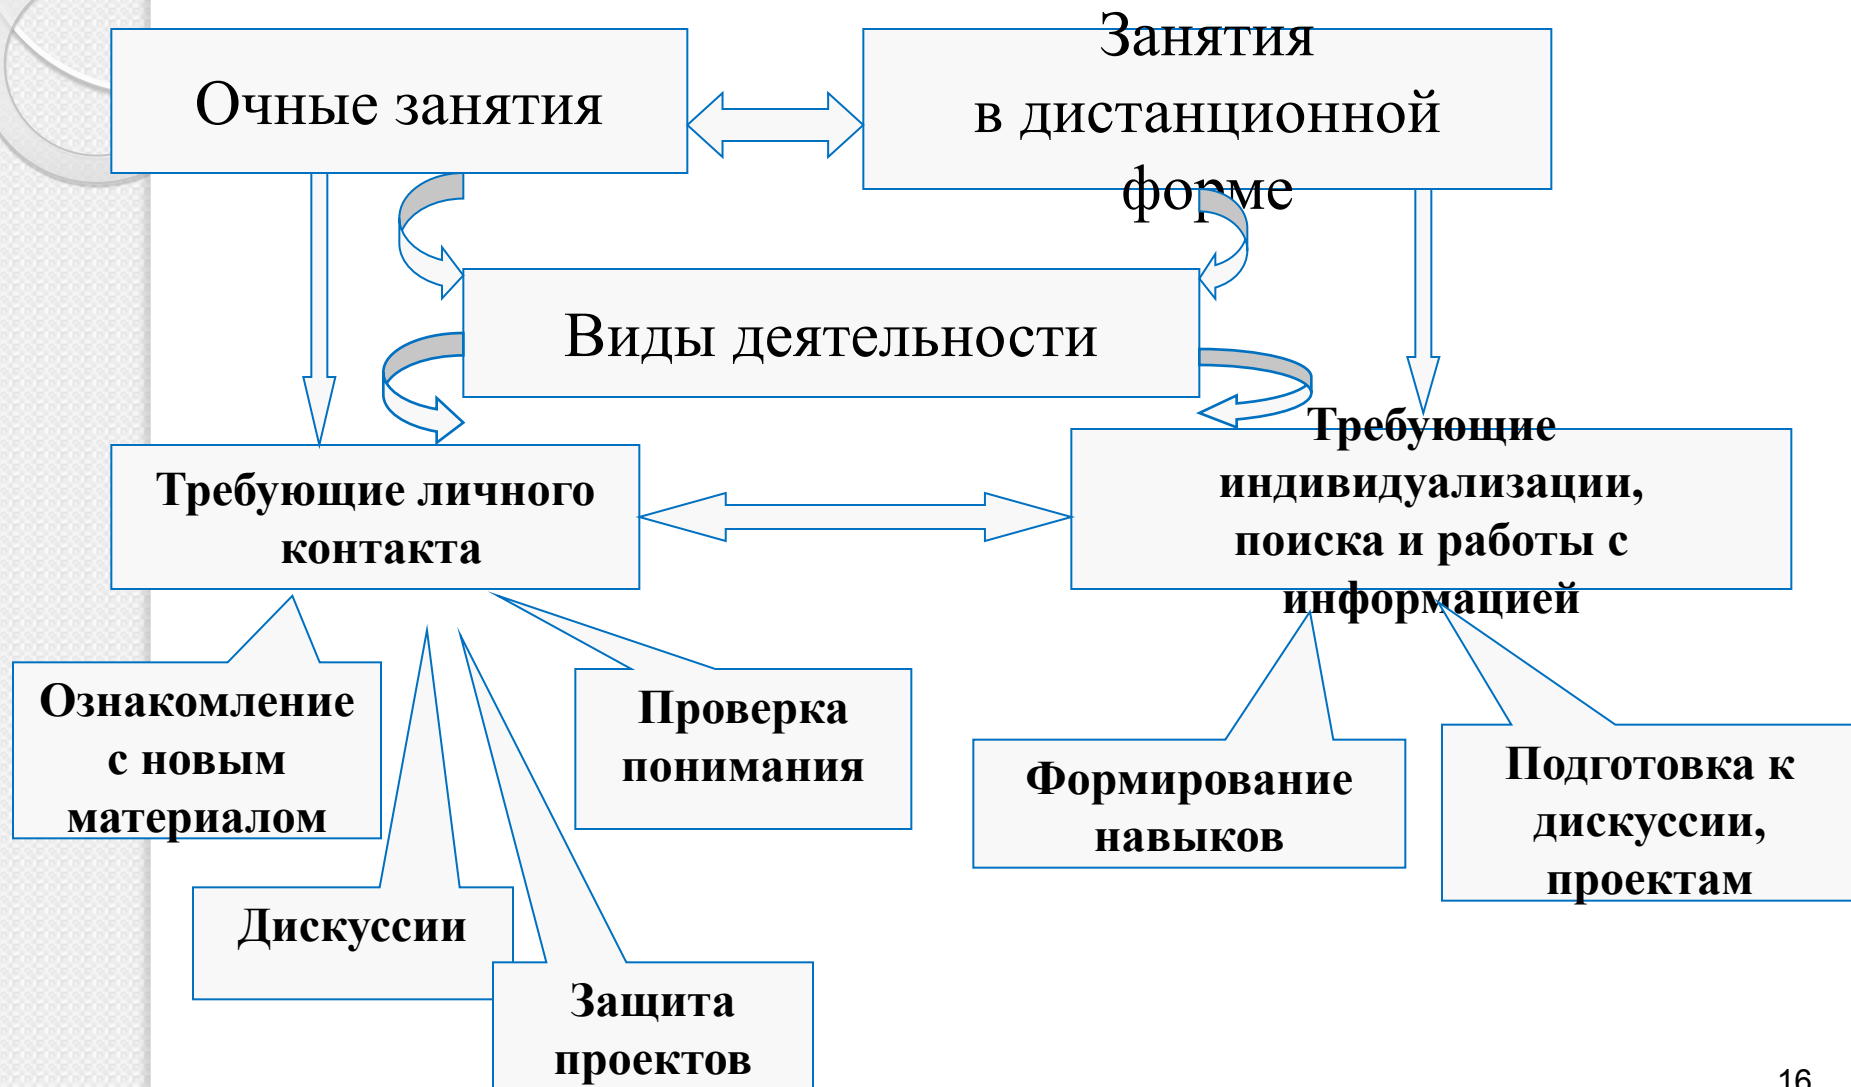 Очные занятия
Занятия
в дистанционной
форме
Виды деятельности
Требующие личного
контакта
Требующие
индивидуализации,
поиска и работы с
информацией
Ознакомление
с новым
материалом
Проверка
понимания
Дискуссии
Защита
проектов
Формирование
навыков
Подготовка к
дискуссии,
проектам
16